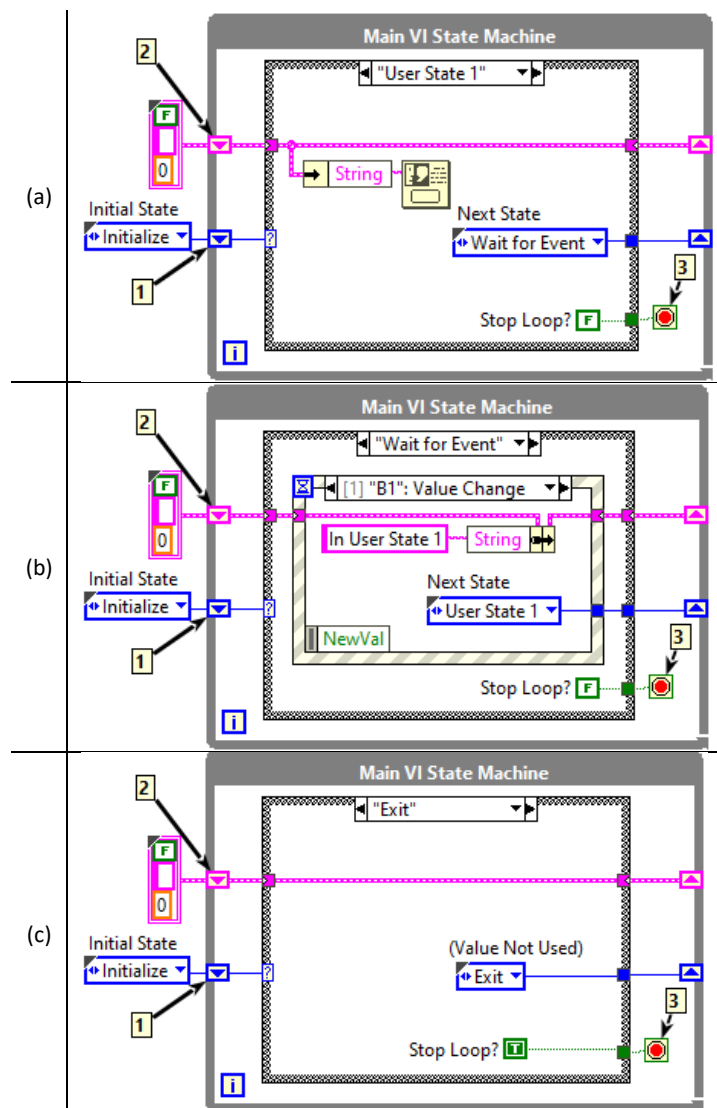 (a)
Main VI State Machine
2
"User State 1"
F
0
String
Initial State
Initialize
Next State
Wait for Event
?
1
3
Stop Loop? F
i
(b)
Main VI State Machine
2
"Wait for Event"
[1] "B1": Value Change
F
0
In User State 1 String
Initial State
Initialize
Next State
User State 1
?
1
NewVal
3
Stop Loop? F
i
(c)
Main VI State Machine
2
"Exit"
F
0
Initial State
Initialize
(Value Not Used)
Exit
?
1
3
Stop Loop? T
i